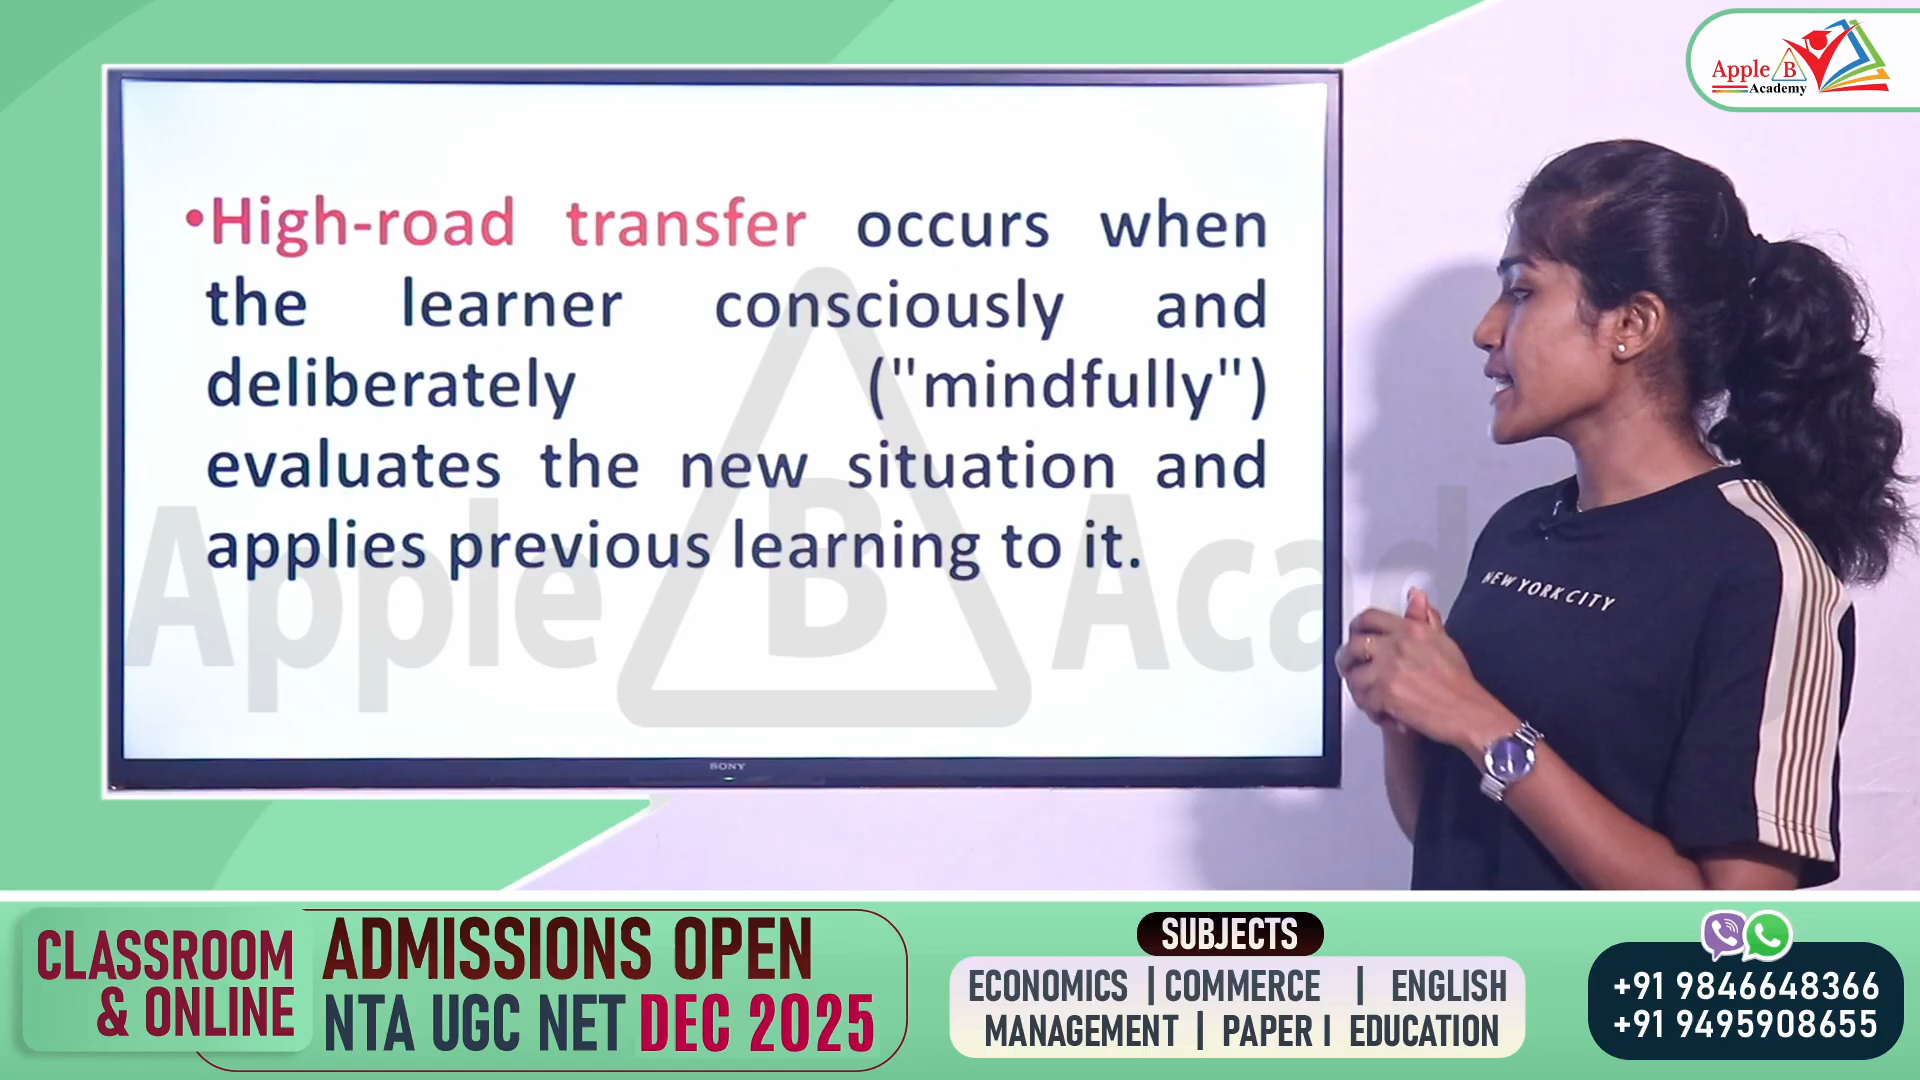 Apple B
Academy
•High-road transfer occurs when
the learner consciously and
deliberately ("mindfully")
evaluates the new situation and
applies previous learning to it.
Apple B Acad
SONY
NEW YORK CITY
CLASSROOM
& ONLINE
ADMISSIONS OPEN
NTA UGC NET DEC 2025
SUBJECTS
ECONOMICS | COMMERCE | ENGLISH
MANAGEMENT | PAPER I EDUCATION
+91 9846648366
+91 9495908655